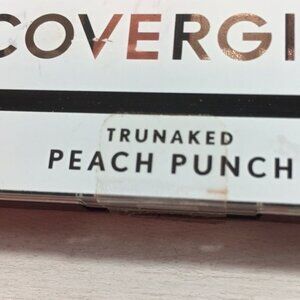 COVERGI
TRUNAKED
PEACH PUNCH